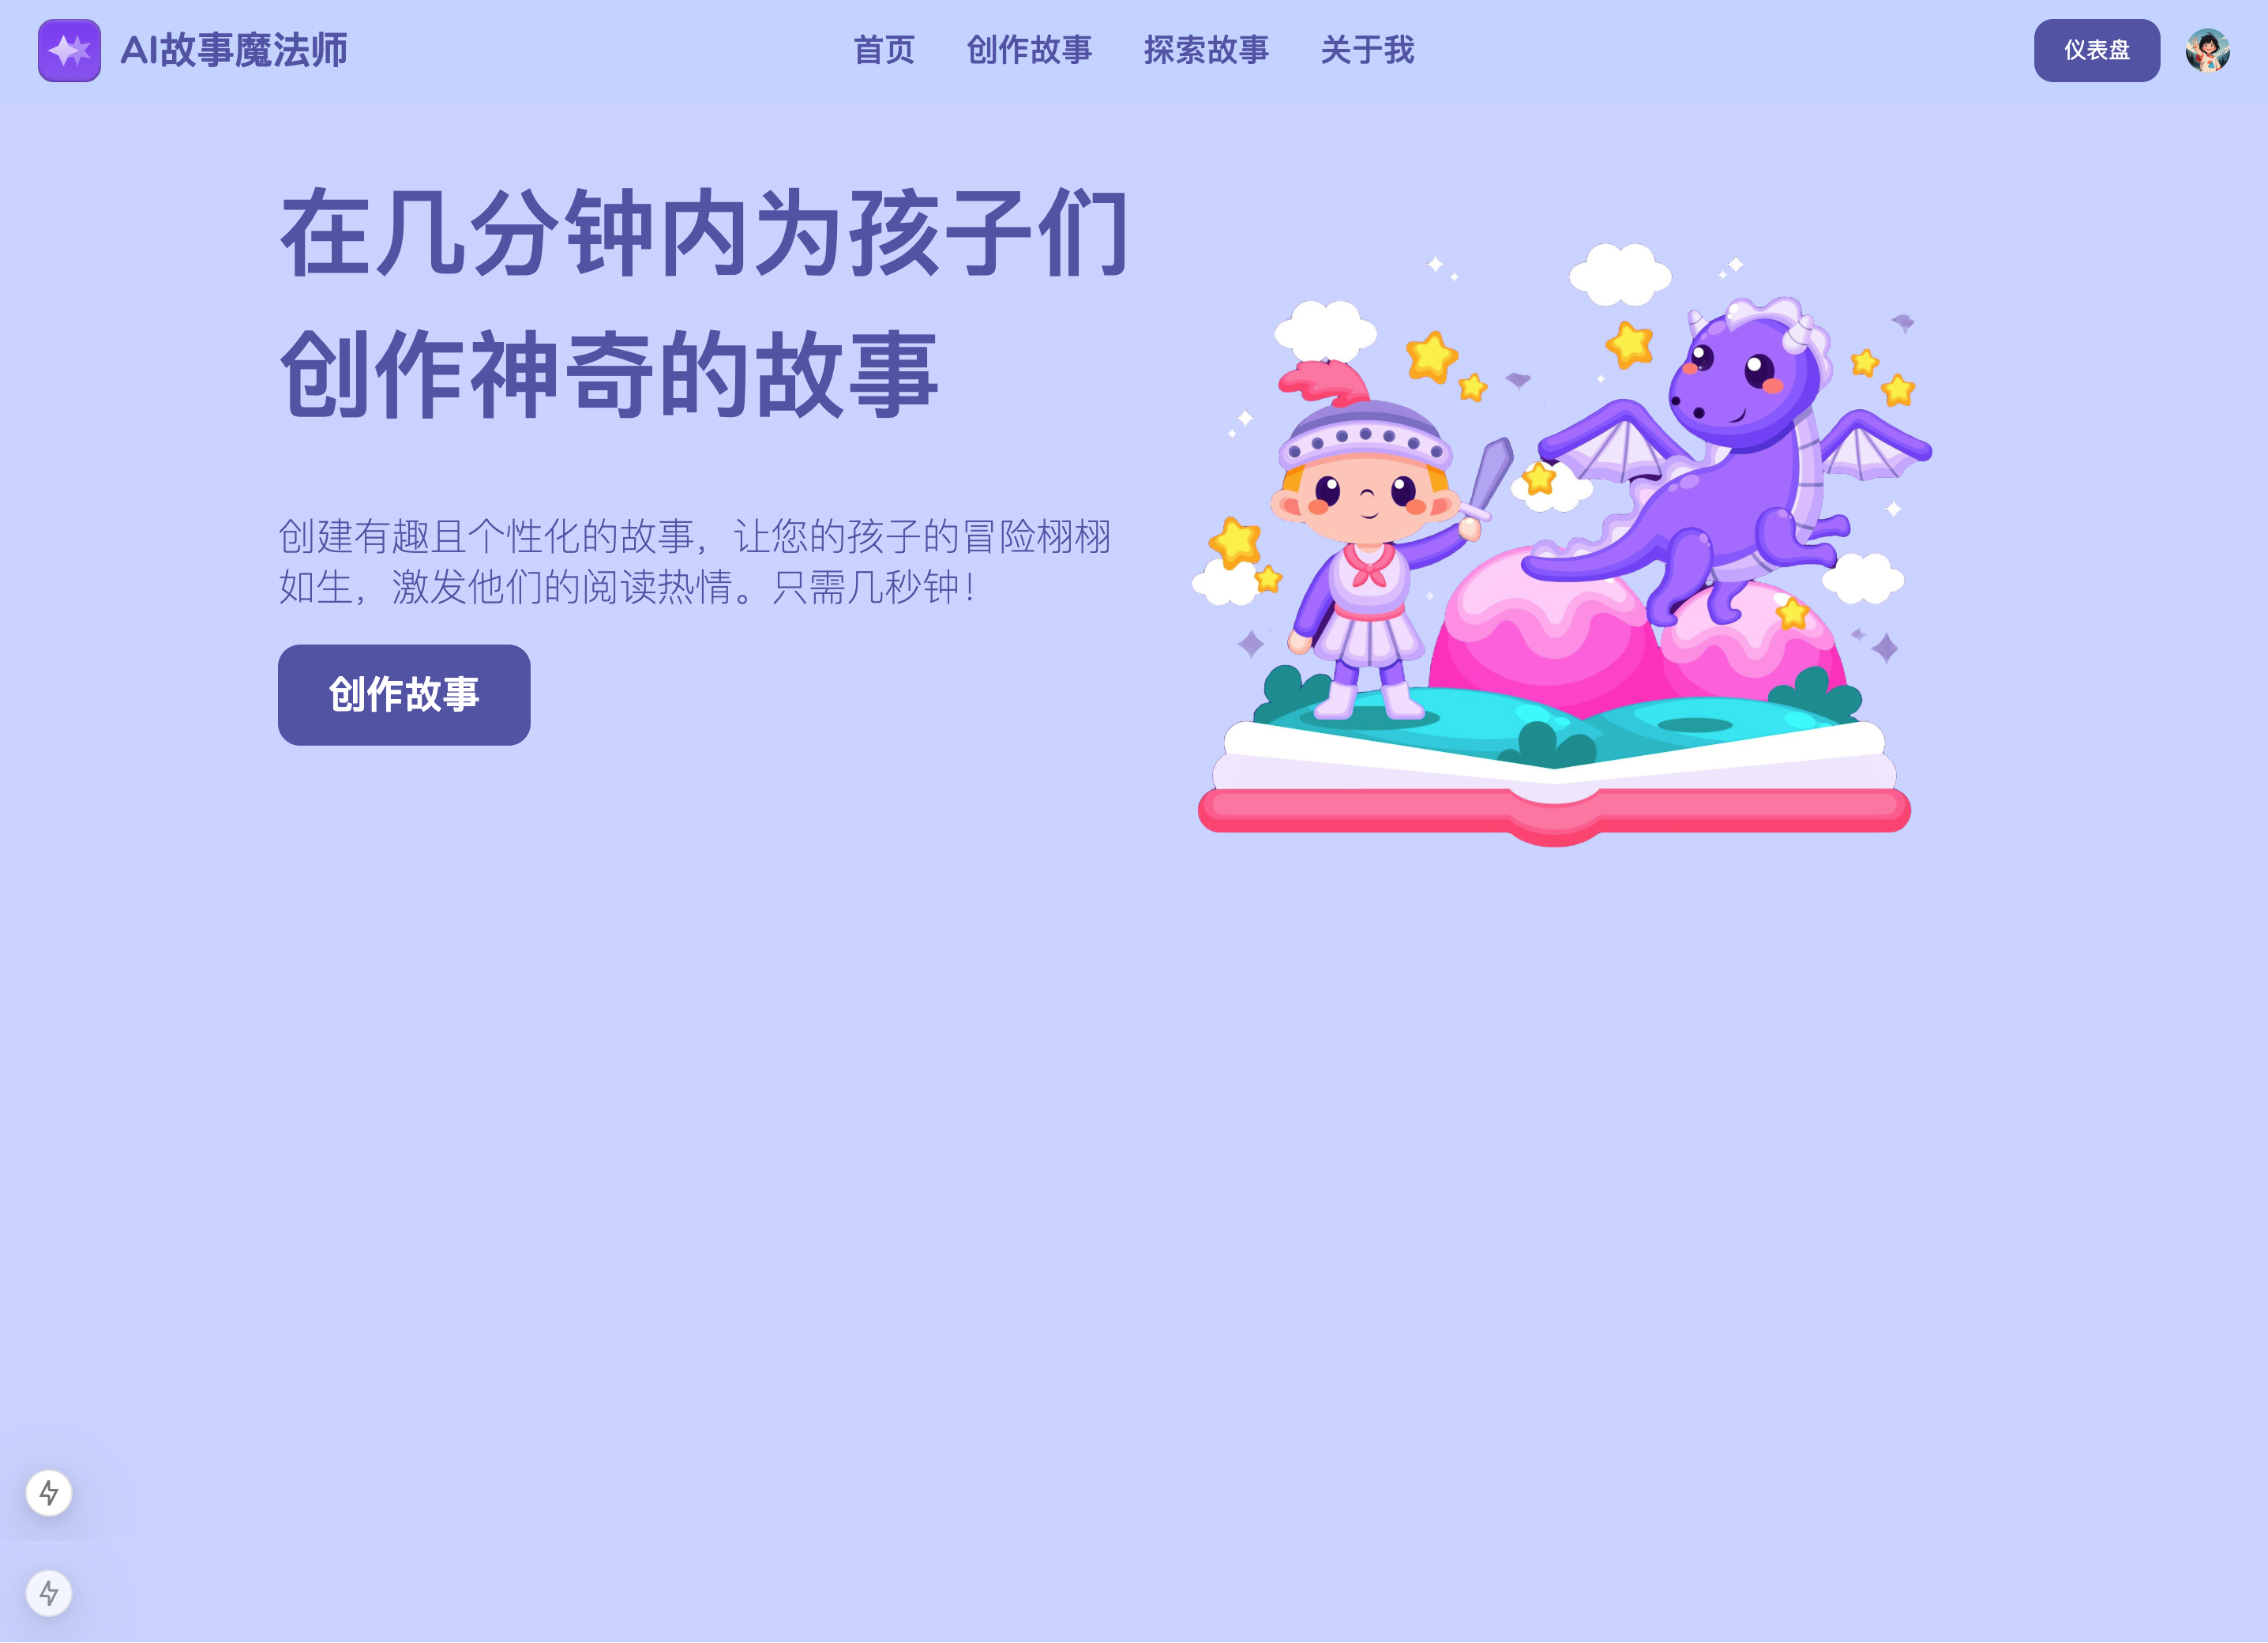 AI故事魔法师
首页
创作故事
探索故事
关于我
仪表盘
在几分钟内为孩子们
创作神奇的故事
创建有趣且个性化的故事，让您的孩子的冒险栩栩
如生，激发他们的阅读热情。只需几秒钟！
创作故事